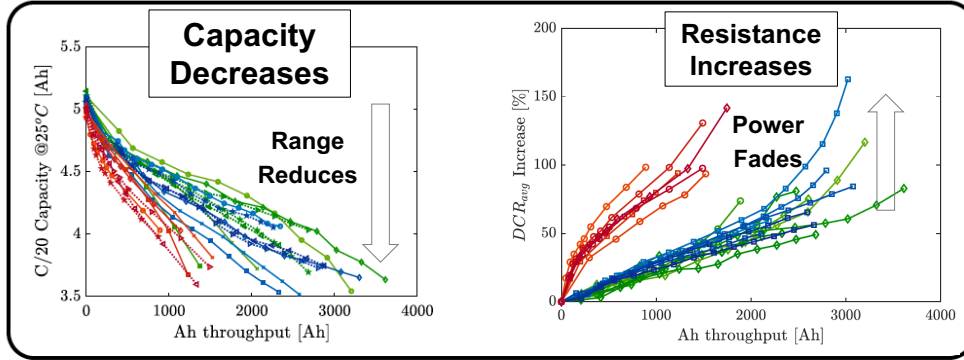 Capacity
Decreases
Range
Reduces
C/20 Capacity @25°C [Ah]
5.5
5
4.5
4
3.5
0
1000
2000
3000
4000
Ah throughput [Ah]
Resistance
Increases
Power
Fades
DCR_avg Increase [%]
200
150
100
50
0
0
1000
2000
3000
4000
Ah throughput [Ah]